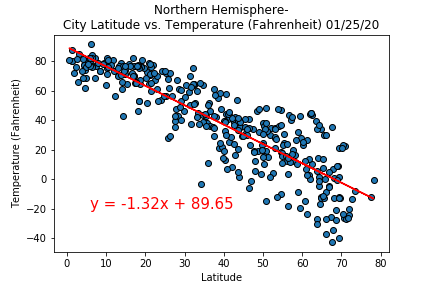 Northern Hemisphere-
City Latitude vs. Temperature (Fahrenheit) 01/25/20
Temperature (Fahrenheit)
80
60
40
20
0
−20
−40
y = -1.32x + 89.65
0 10 20 30 40 50 60 70 80
Latitude